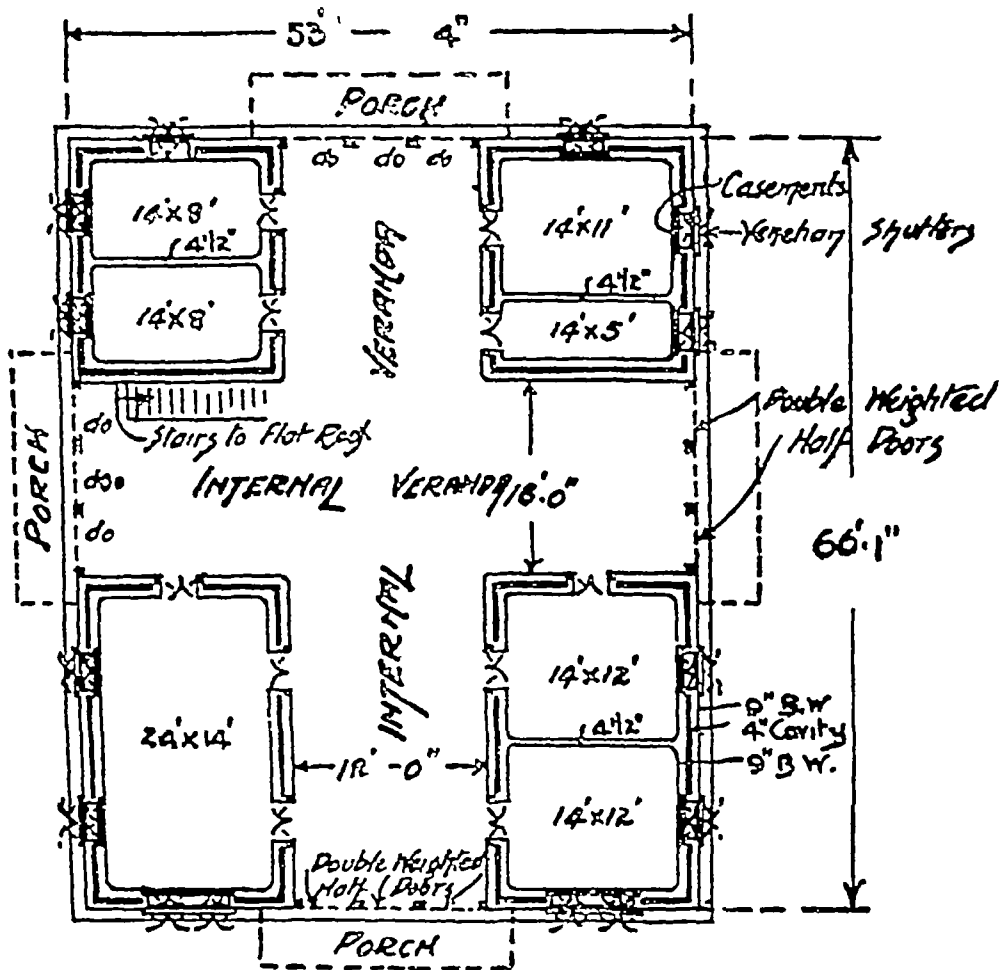 53' — 4"
PORCH
do do do
14'X8'
4½"
14'X8'
VERANDA
14'X11'
4½"
14'X5'
Casements
Venetian Shutters
PORCH
do
do
do
Stairs to Flat Roof
INTERNAL VERANDA
18'·0"
Double Weighted
Half Doors
PORCH
66'·1"
INTERNAL
24'X14'
14'X12'
4½"
14'X12'
9" B.W
4" Cavity
9" B.W.
-0"
Double Weighted
Half Doors
PORCH